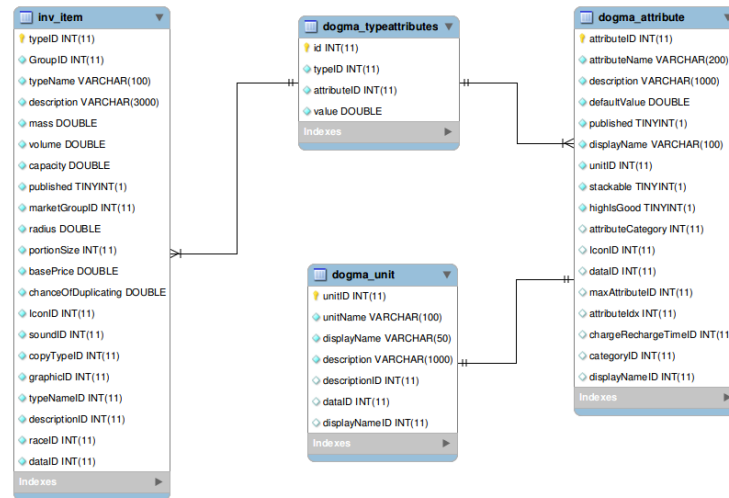 inv_item
typeID INT(11)
GroupID INT(11)
typeName VARCHAR(100)
description VARCHAR(3000)
mass DOUBLE
volume DOUBLE
capacity DOUBLE
published TINYINT(1)
marketGroupID INT(11)
radius DOUBLE
portionSize INT(11)
basePrice DOUBLE
chanceOfDuplicating DOUBLE
IconID INT(11)
soundID INT(11)
copyTypeID INT(11)
graphicID INT(11)
typeNameID INT(11)
descriptionID INT(11)
raceID INT(11)
dataID INT(11)
Indexes
dogma_typeattributes
id INT(11)
typeID INT(11)
attributeID INT(11)
value DOUBLE
Indexes
dogma_unit
unitID INT(11)
unitName VARCHAR(100)
displayName VARCHAR(50)
description VARCHAR(1000)
descriptionID INT(11)
dataID INT(11)
displayNameID INT(11)
Indexes
dogma_attribute
attributeID INT(11)
attributeName VARCHAR(200)
description VARCHAR(1000)
defaultValue DOUBLE
published TINYINT(1)
displayName VARCHAR(100)
unitID INT(11)
stackable TINYINT(1)
highIsGood TINYINT(1)
attributeCategory INT(11)
IconID INT(11)
dataID INT(11)
maxAttributeID INT(11)
attributeIdx INT(11)
chargeRechargeTimeID INT(11
categoryID INT(11)
displayNameID INT(11)
Indexes